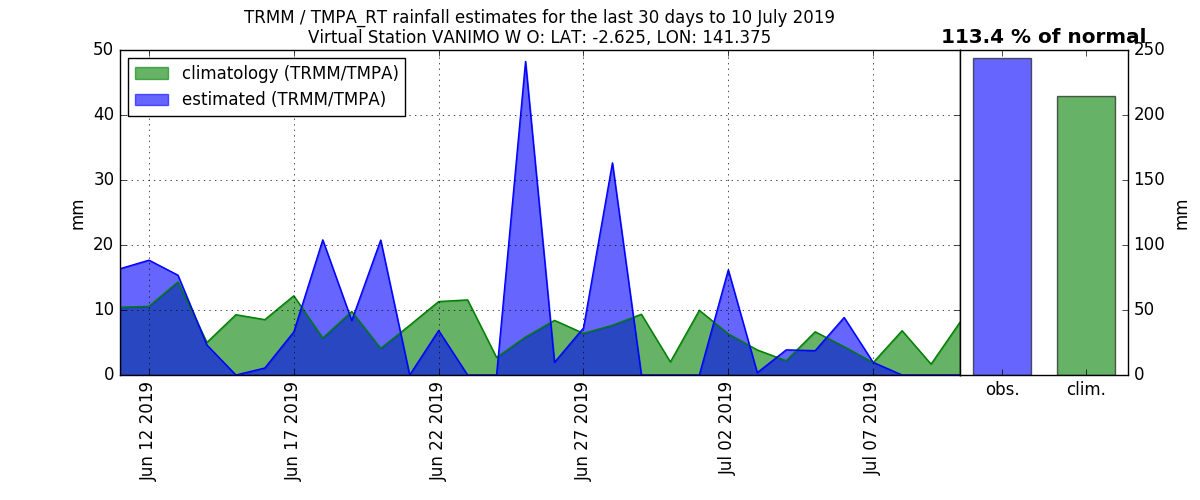 TRMM / TMPA_RT rainfall estimates for the last 30 days to 10 July 2019
Virtual Station VANIMO W O: LAT: -2.625, LON: 141.375
113.4 % of normal
climatology (TRMM/TMPA)
estimated (TRMM/TMPA)
50
40
30
20
10
0
mm
Jun 12 2019
Jun 17 2019
Jun 22 2019
Jun 27 2019
Jul 02 2019
Jul 07 2019
obs.
clim.
250
200
150
100
50
0
mm